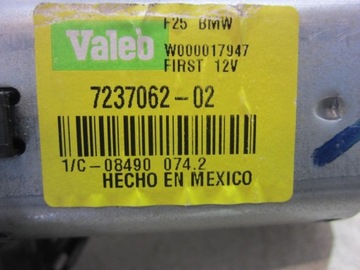 F25 BMW
Valeo
W000017947
FIRST 12V
7237062-02
1/C-08490 074.2
HECHO EN MEXICO